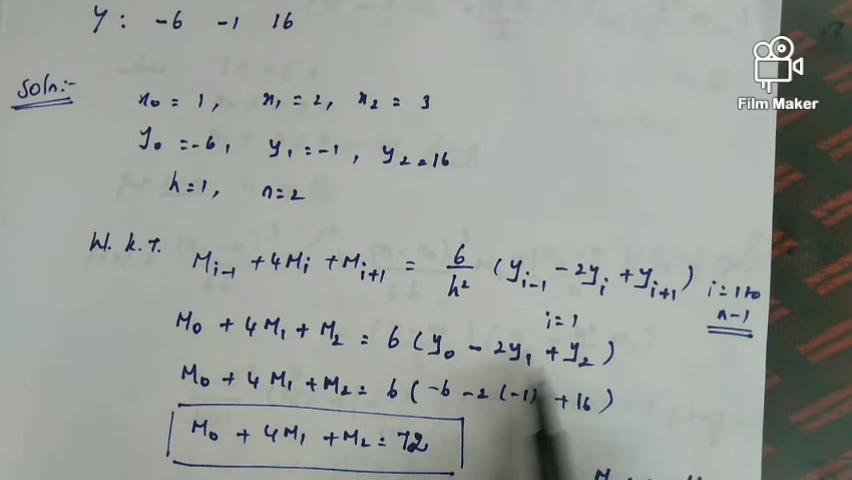 y : -6 -1 16
Film Maker
Soln:-
x₀ = 1, x₁ = 2, x₂ = 3
y₀ = -6, y₁ = -1, y₂ = 16
h = 1, n = 2
W. k. T. Mᵢ₋₁ + 4Mᵢ + Mᵢ₊₁ = 6/h² (yᵢ₋₁ - 2yᵢ + yᵢ₊₁) i = 1 to n-1
i = 1
M₀ + 4M₁ + M₂ = 6 (y₀ - 2y₁ + y₂)
M₀ + 4M₁ + M₂ = 6 (-6 - 2(-1) + 16)
M₀ + 4M₁ + M₂ = 72